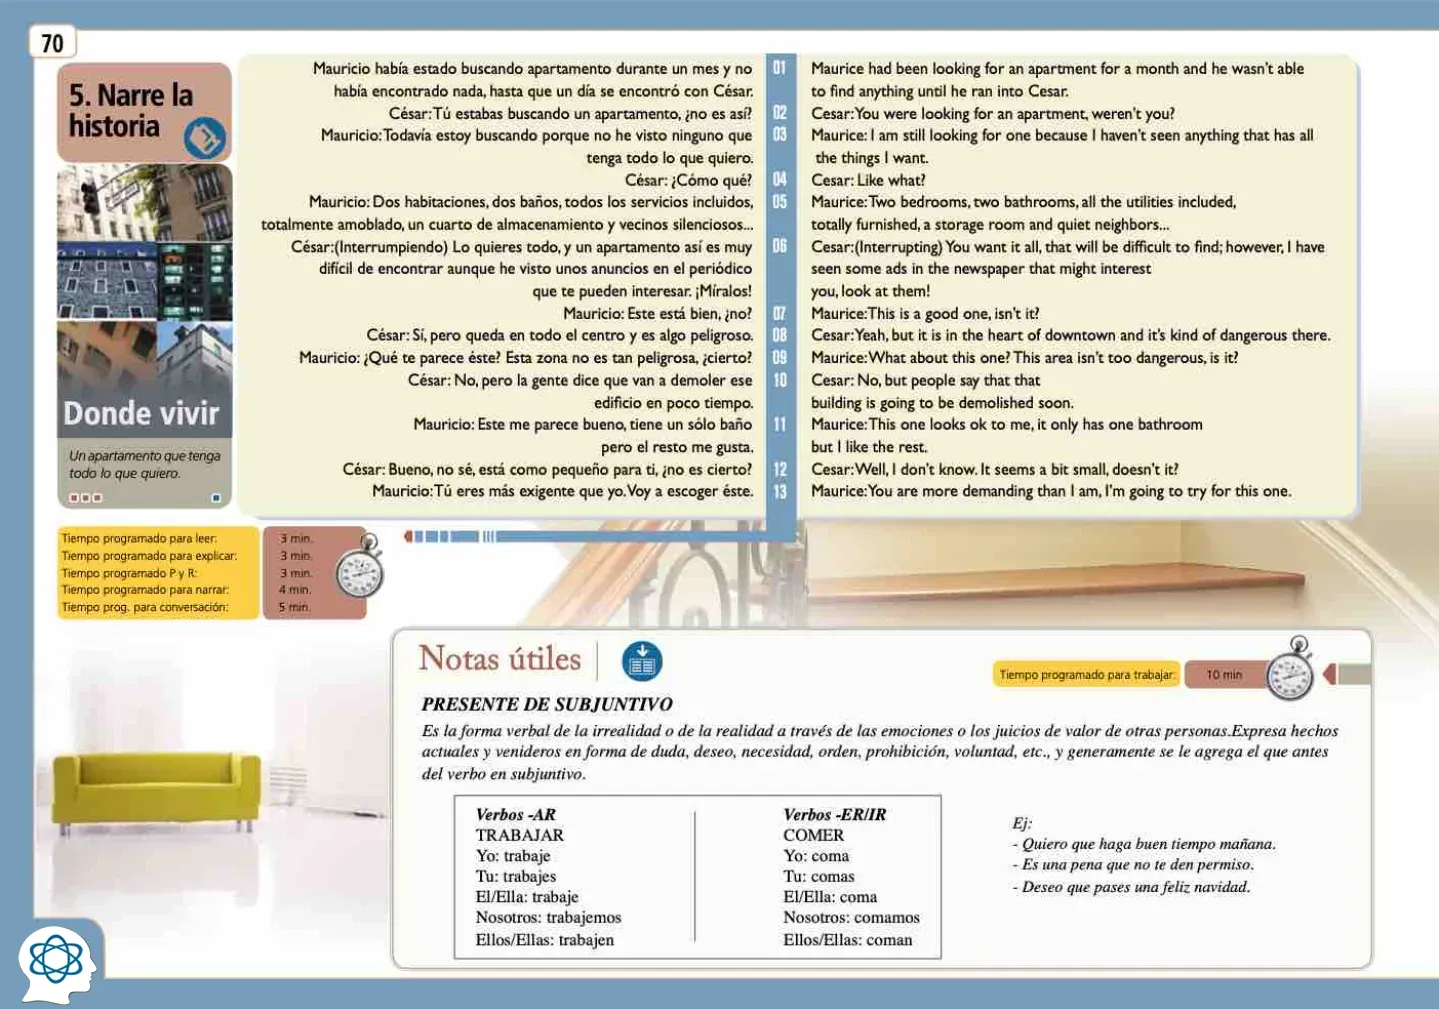 70
5. Narre la
historia
Donde vivir
Un apartamento que tenga
todo lo que quiero.
Mauricio había estado buscando apartamento durante un mes y no
había encontrado nada, hasta que un día se encontró con César.
César:Tú estabas buscando un apartamento, ¿no es así?
Mauricio:Todavía estoy buscando porque no he visto ninguno que
tenga todo lo que quiero.
César: ¿Cómo qué?
Mauricio: Dos habitaciones, dos baños, todos los servicios incluidos,
totalmente amoblado, un cuarto de almacenamiento y vecinos silenciosos...
César:(Interrumpiendo) Lo quieres todo, y un apartamento así es muy
difícil de encontrar aunque he visto unos anuncios en el periódico
que te pueden interesar. ¡Míralos!
Mauricio: Este está bien, ¿no?
César: Sí, pero queda en todo el centro y es algo peligroso.
Mauricio: ¿Qué te parece éste? Esta zona no es tan peligrosa, ¿cierto?
César: No, pero la gente dice que van a demoler ese
edificio en poco tiempo.
Mauricio: Este me parece bueno, tiene un sólo baño
pero el resto me gusta.
César: Bueno, no sé, está como pequeño para ti, ¿no es cierto?
Mauricio:Tú eres más exigente que yo.Voy a escoger éste.
01
02
03
04
05
06
07
08
09
10
11
12
13
Maurice had been looking for an apartment for a month and he wasn't able
to find anything until he ran into Cesar.
Cesar:You were looking for an apartment, weren't you?
Maurice: I am still looking for one because I haven't seen anything that has all
the things I want.
Cesar: Like what?
Maurice:Two bedrooms, two bathrooms, all the utilities included,
totally furnished, a storage room and quiet neighbors...
Cesar:(Interrupting) You want it all, that will be difficult to find; however, I have
seen some ads in the newspaper that might interest
you, look at them!
Maurice:This is a good one, isn't it?
Cesar:Yeah, but it is in the heart of downtown and it's kind of dangerous there.
Maurice:What about this one? This area isn't too dangerous, is it?
Cesar: No, but people say that that
building is going to be demolished soon.
Maurice:This one looks ok to me, it only has one bathroom
but I like the rest.
Cesar:Well, I don't know. It seems a bit small, doesn't it?
Maurice:You are more demanding than I am, I'm going to try for this one.
Tiempo programado para leer: 3 min.
Tiempo programado para explicar: 3 min.
Tiempo programado P y R: 3 min.
Tiempo programado para narrar: 4 min.
Tiempo prog. para conversación: 5 min.
Notas útiles
Tiempo programado para trabajar: 10 min
PRESENTE DE SUBJUNTIVO
Es la forma verbal de la irrealidad o de la realidad a través de las emociones o los juicios de valor de otras personas.Expresa hechos
actuales y venideros en forma de duda, deseo, necesidad, orden, prohibición, voluntad, etc., y generamente se le agrega el que antes
del verbo en subjuntivo.
Verbos -AR
TRABAJAR
Yo: trabaje
Tu: trabajes
El/Ella: trabaje
Nosotros: trabajemos
Ellos/Ellas: trabajen
Verbos -ER/IR
COMER
Yo: coma
Tu: comas
El/Ella: coma
Nosotros: comamos
Ellos/Ellas: coman
Ej:
- Quiero que haga buen tiempo mañana.
- Es una pena que no te den permiso.
- Deseo que pases una feliz navidad.